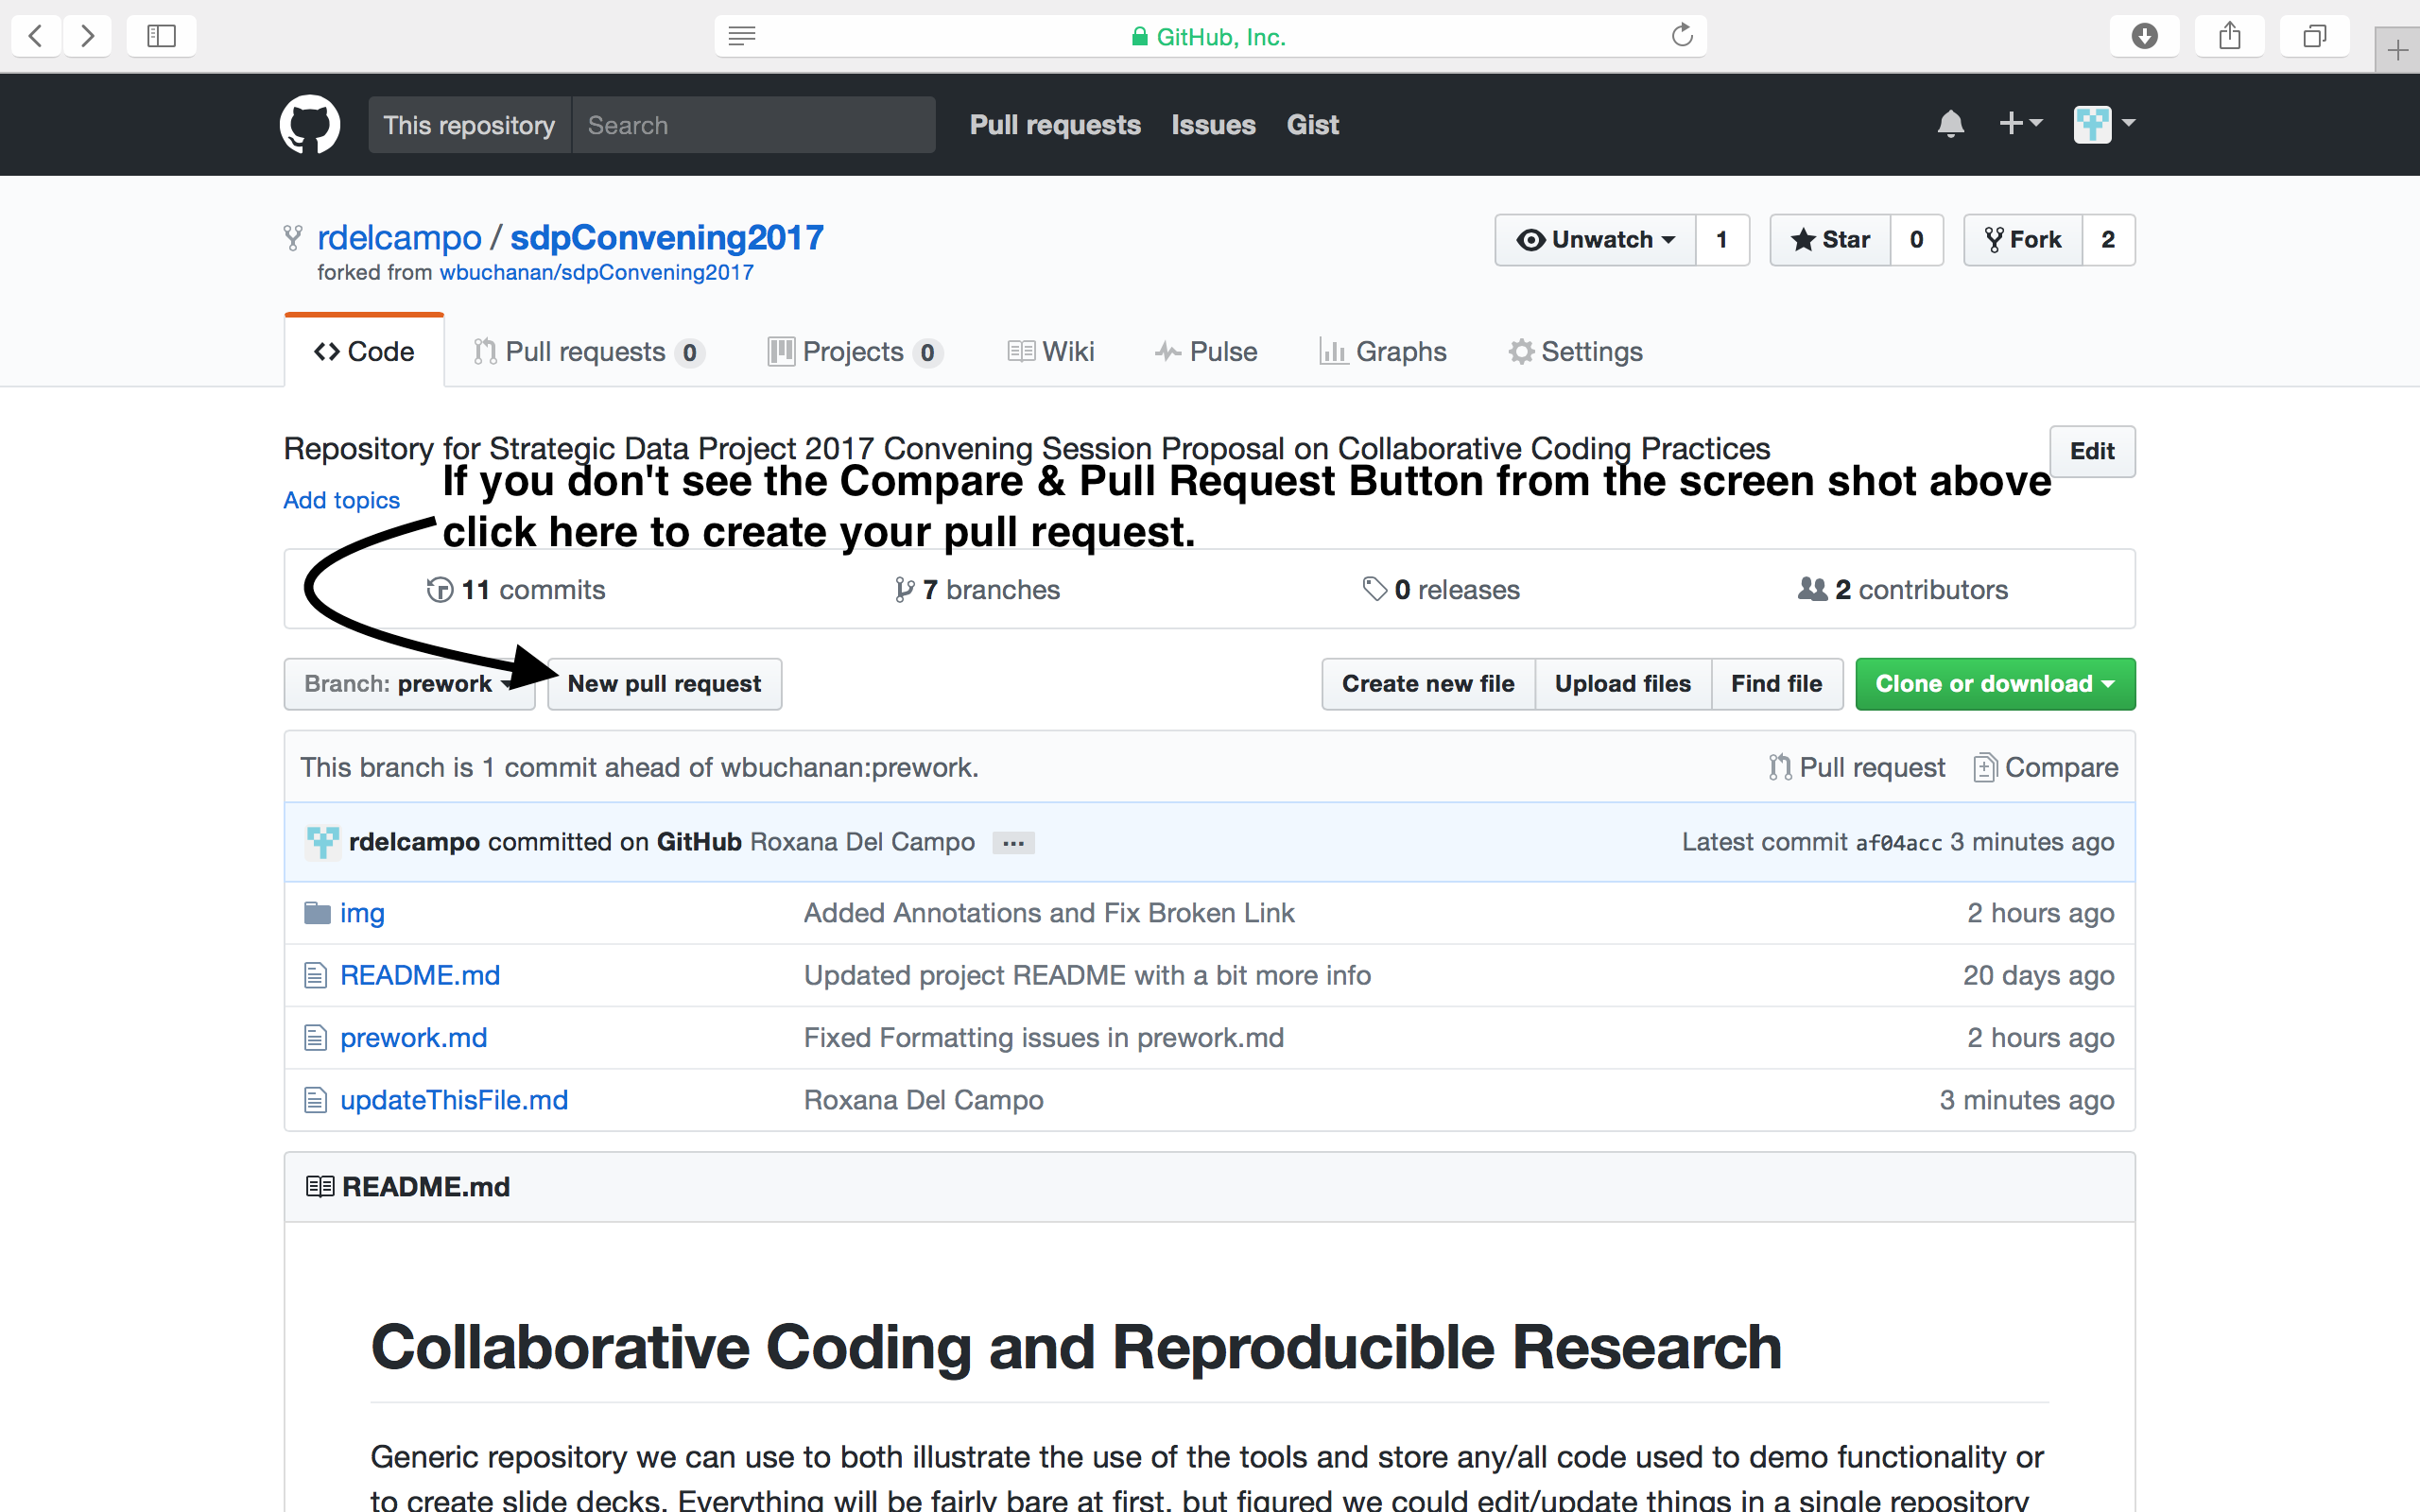 GitHub, Inc.
This repository Search Pull requests Issues Gist
rdelcampo / sdpConvening2017 Unwatch 1 Star 0 Fork 2
forked from wbuchanan/sdpConvening2017
Code Pull requests 0 Projects 0 Wiki Pulse Graphs Settings
Repository for Strategic Data Project 2017 Convening Session Proposal on Collaborative Coding Practices Edit
If you don't see the Compare & Pull Request Button from the screen shot above
Add topics
click here to create your pull request.
11 commits 7 branches 0 releases 2 contributors
Branch: prework New pull request Create new file Upload files Find file Clone or download
This branch is 1 commit ahead of wbuchanan:prework. Pull request Compare
rdelcampo committed on GitHub Roxana Del Campo ... Latest commit af04acc 3 minutes ago
img Added Annotations and Fix Broken Link 2 hours ago
README.md Updated project README with a bit more info 20 days ago
prework.md Fixed Formatting issues in prework.md 2 hours ago
updateThisFile.md Roxana Del Campo 3 minutes ago
README.md
Collaborative Coding and Reproducible Research
Generic repository we can use to both illustrate the use of the tools and store any/all code used to demo functionality or
to create slide decks. Everything will be fairly bare at first, but figured we could edit/update things in a single repository